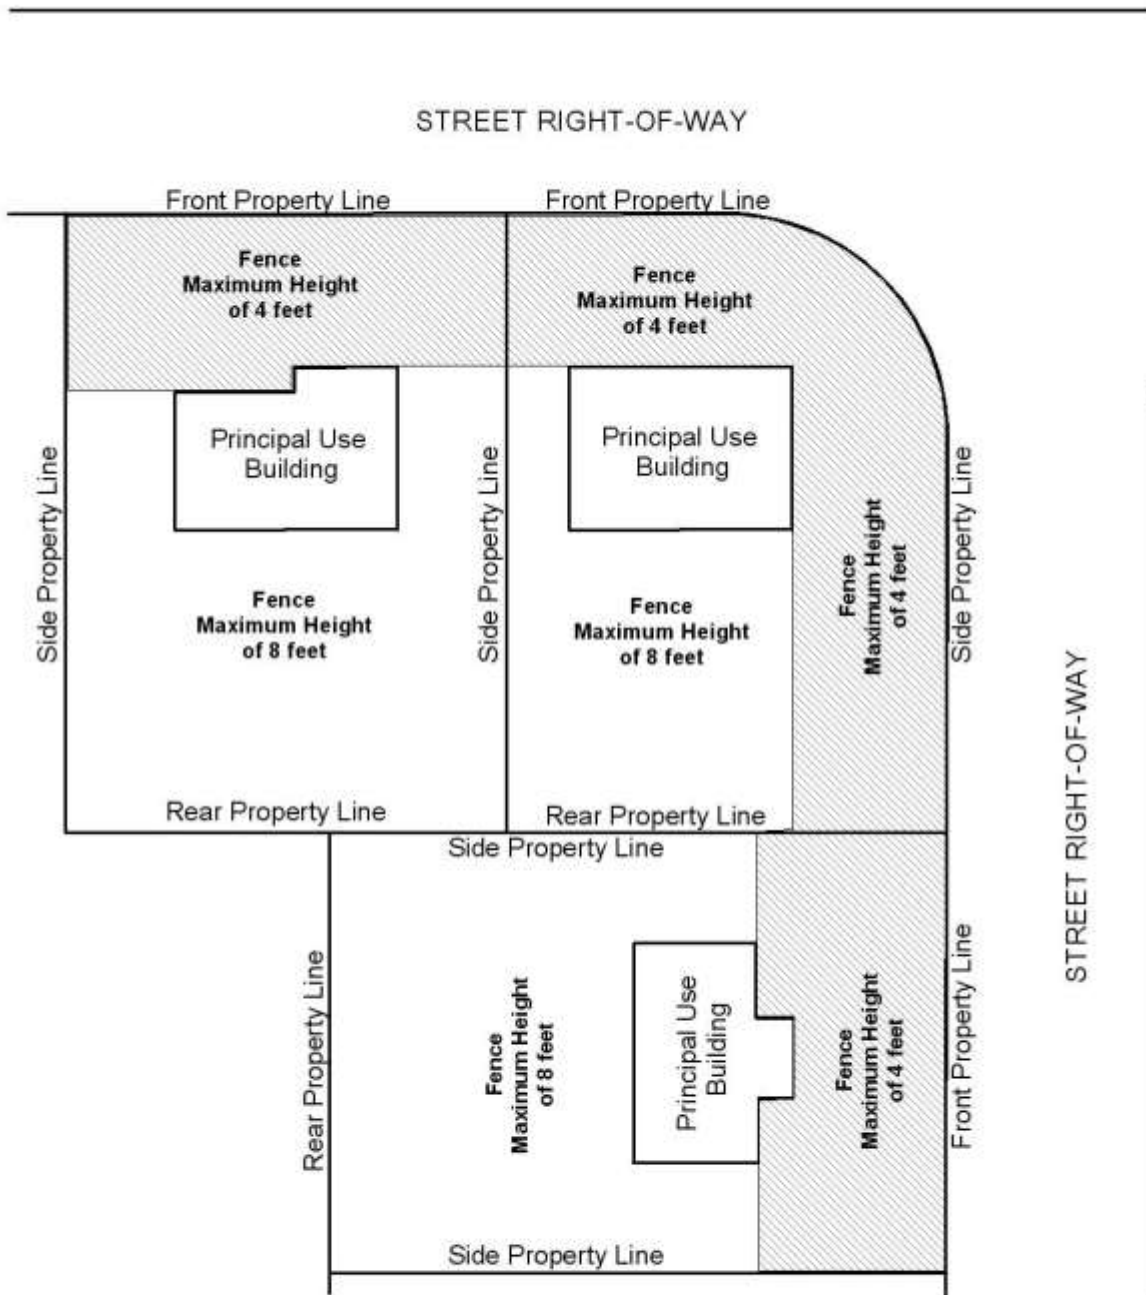 STREET RIGHT-OF-WAY
Front Property Line
Front Property Line
Fence
Maximum Height
of 4 feet
Fence
Maximum Height
of 4 feet
Principal Use
Building
Principal Use
Building
Side Property Line
Side Property Line
Fence
Maximum Height
of 4 feet
Side Property Line
Fence
Maximum Height
of 8 feet
Fence
Maximum Height
of 8 feet
STREET RIGHT-OF-WAY
Rear Property Line
Rear Property Line
Side Property Line
Rear Property Line
Fence
Maximum Height
of 8 feet
Principal Use
Building
Fence
Maximum Height
of 4 feet
Front Property Line
Side Property Line